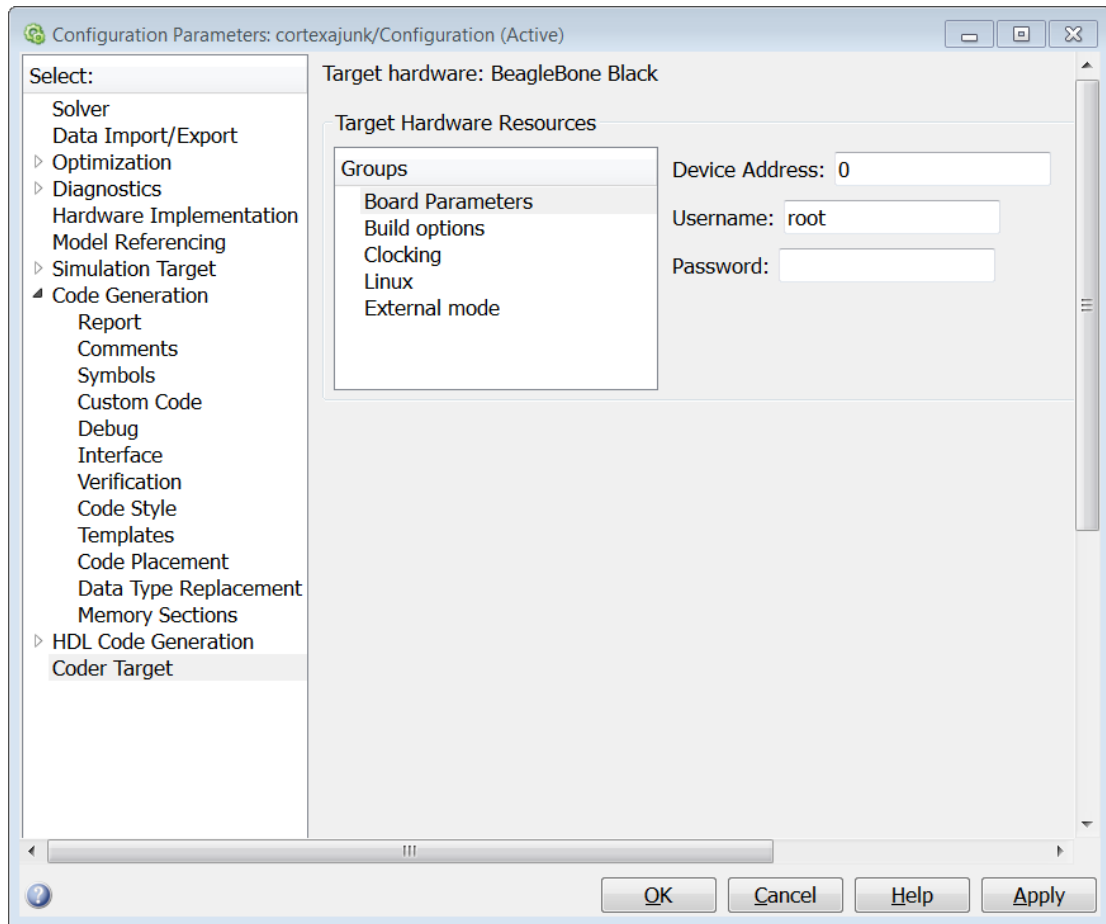 Configuration Parameters: cortexajunk/Configuration (Active)
Select:
Solver
Data Import/Export
Optimization
Diagnostics
Hardware Implementation
Model Referencing
Simulation Target
Code Generation
Report
Comments
Symbols
Custom Code
Debug
Interface
Verification
Code Style
Templates
Code Placement
Data Type Replacement
Memory Sections
HDL Code Generation
Coder Target
Target hardware: BeagleBone Black
Target Hardware Resources
Groups
Board Parameters
Build options
Clocking
Linux
External mode
Device Address: 0
Username: root
Password:
OK
Cancel
Help
Apply